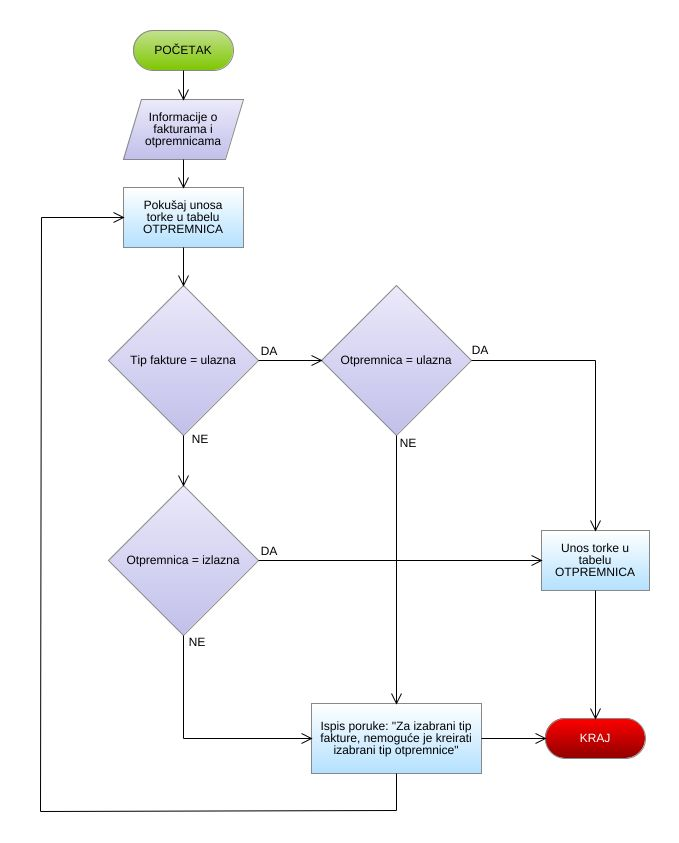 POČETAK
Informacije o
fakturama i
otpremnicama
Pokušaj unosa
torke u tabelu
OTPREMNICA
Tip fakture = ulazna
DA
Otpremnica = ulazna
DA
NE
NE
Otpremnica = izlazna
DA
Unos torke u
tabelu
OTPREMNICA
NE
Ispis poruke: "Za izabrani tip
fakture, nemoguće je kreirati
izabrani tip otpremnice"
KRAJ